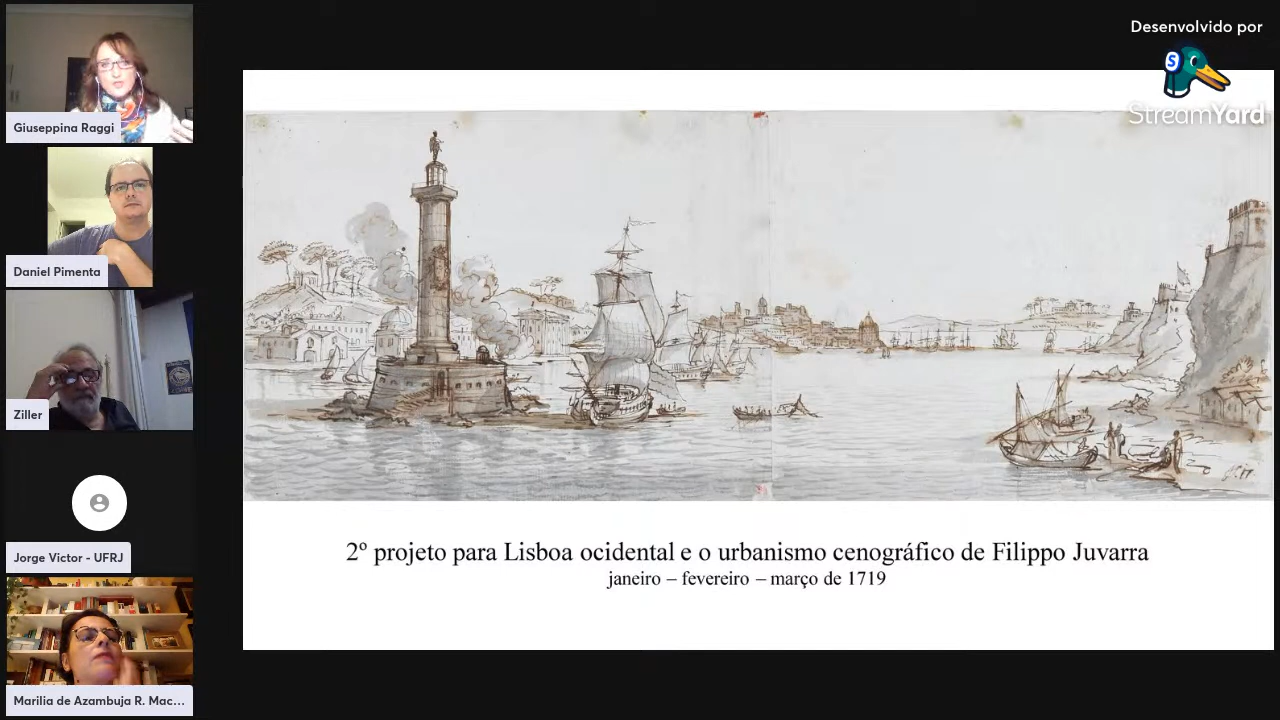 Desenvolvido por
S
StreamYard
Giuseppina Raggi
Daniel Pimenta
Ziller
Jorge Victor - UFRJ
Marilia de Azambuja R. Mac...
2º projeto para Lisboa ocidental e o urbanismo cenográfico de Filippo Juvarra
janeiro – fevereiro – março de 1719